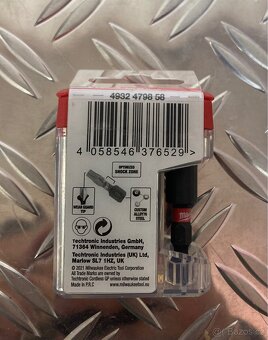 4932 4798 58
4 058546 376529 >
OPTIMISED
SHOCK ZONE
WEAR GUARD
TIP
CUSTOM
ALLOY76
STEEL
Techtronic Industries GmbH,
71364 Winnenden, Germany
Techtronic Industries (UK) Ltd,
Marlow SL7 1HZ, UK
© 2021 Milwaukee Electric Tool Corporation
All Trade Marks are owned by
Techtronic Cordless GP unless otherwise stated
Made in P.R.C
www.milwaukeetool.eu